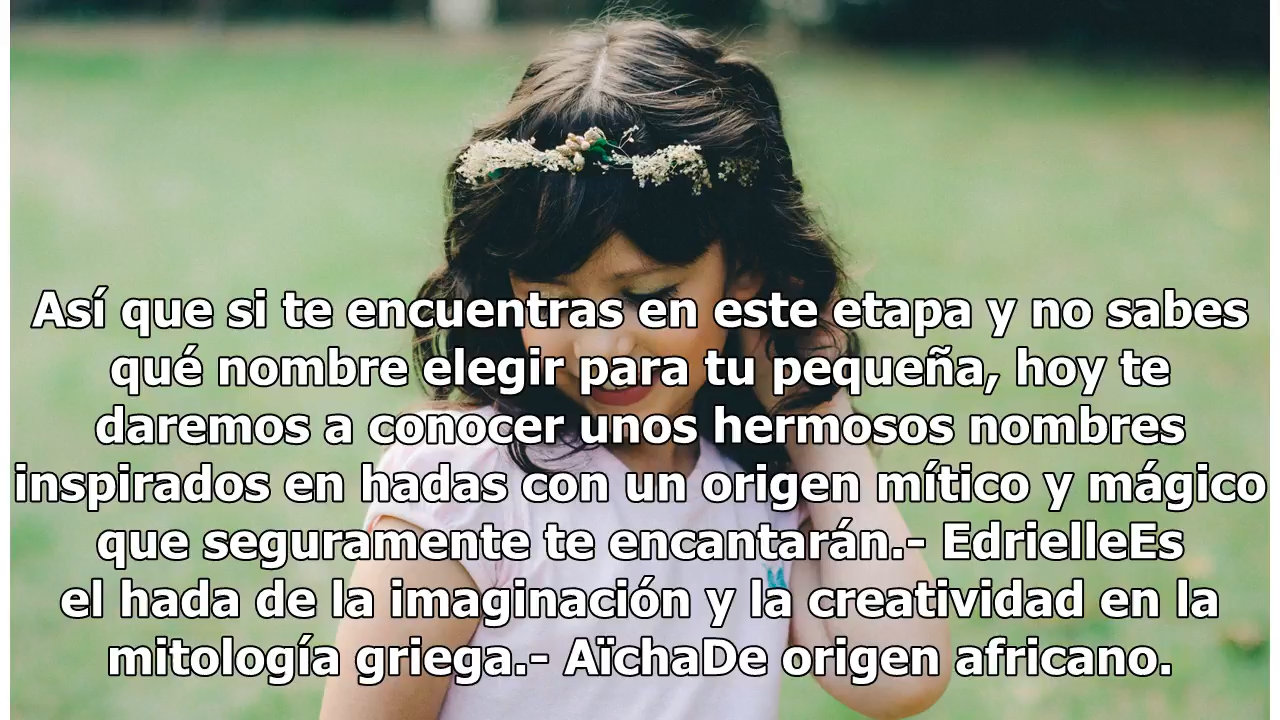 Así que si te encuentras en este etapa y no sabes
qué nombre elegir para tu pequeña, hoy te
daremos a conocer unos hermosos nombres
inspirados en hadas con un origen mítico y mágico
que seguramente te encantarán.- EdrielleEs
el hada de la imaginación y la creatividad en la
mitología griega.- AïchaDe origen africano.